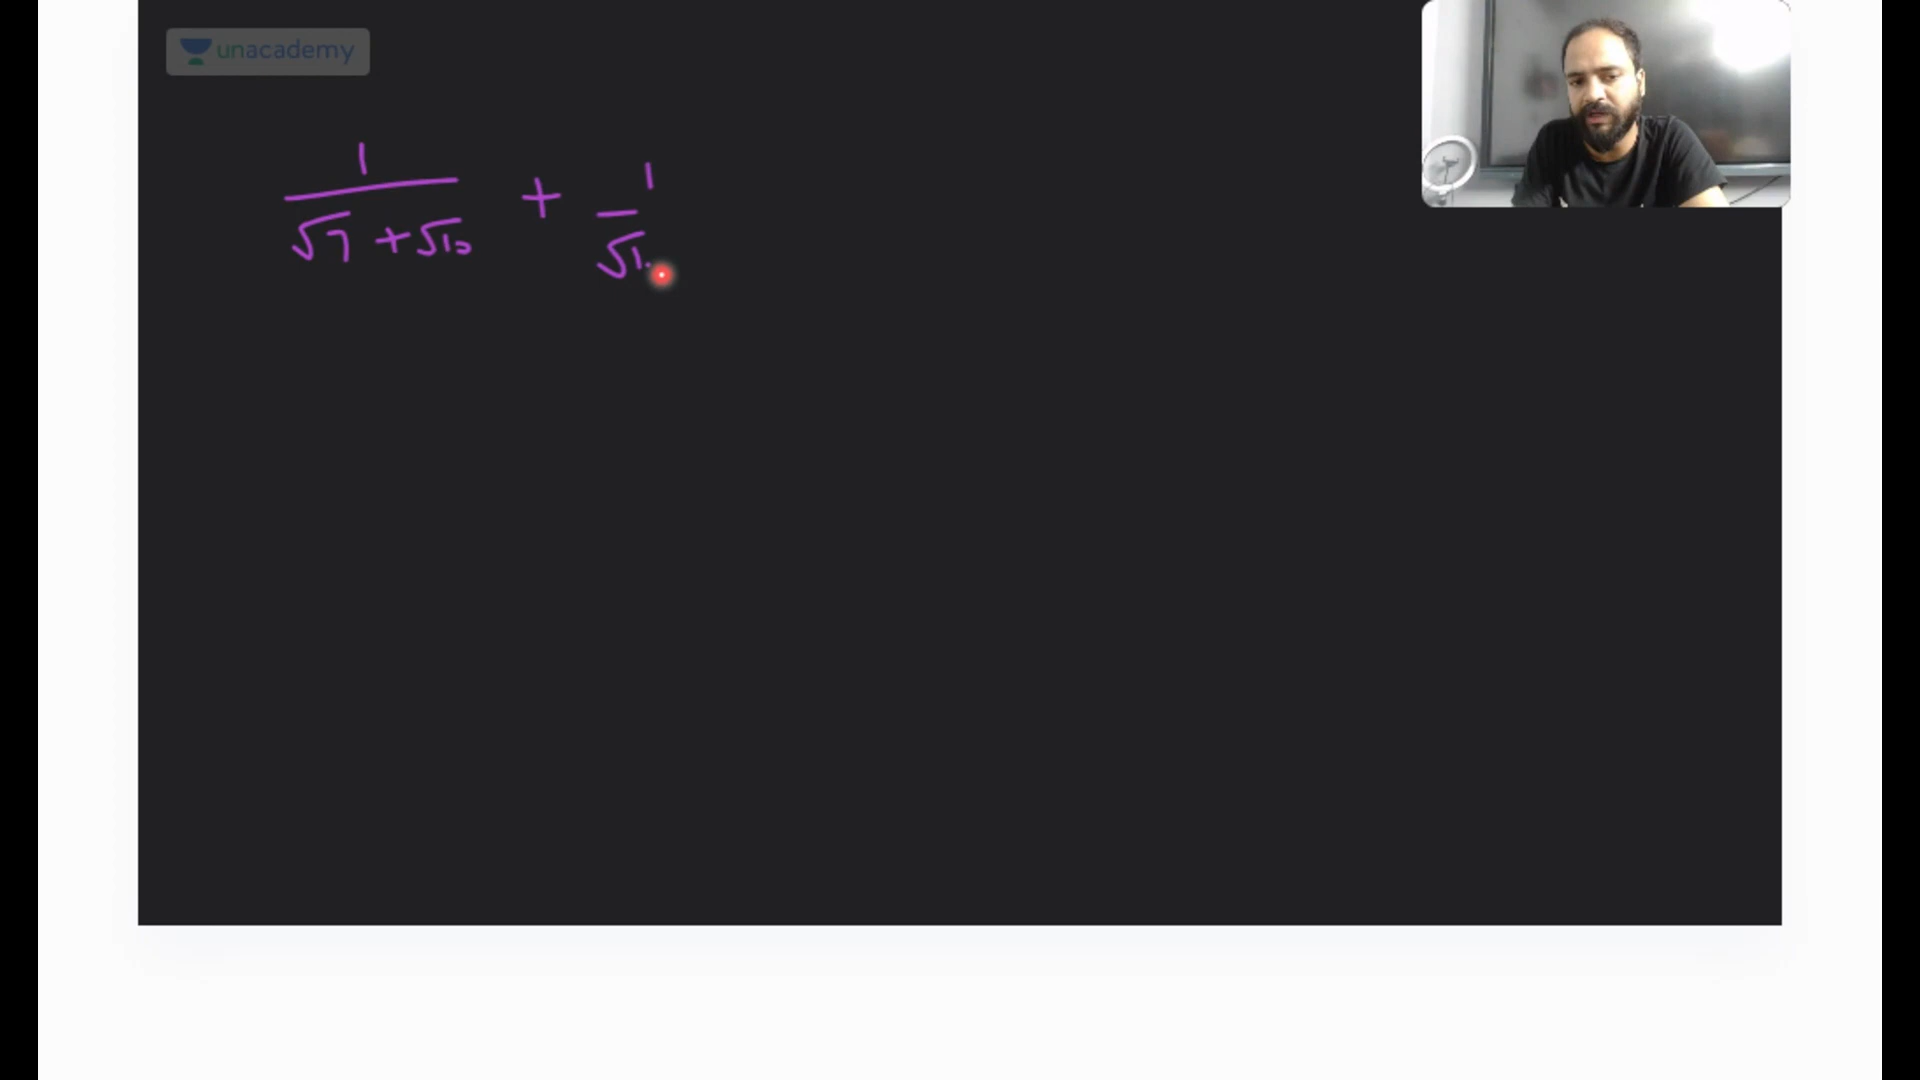 unacademy
1/(√7 + √10) + 1/√1